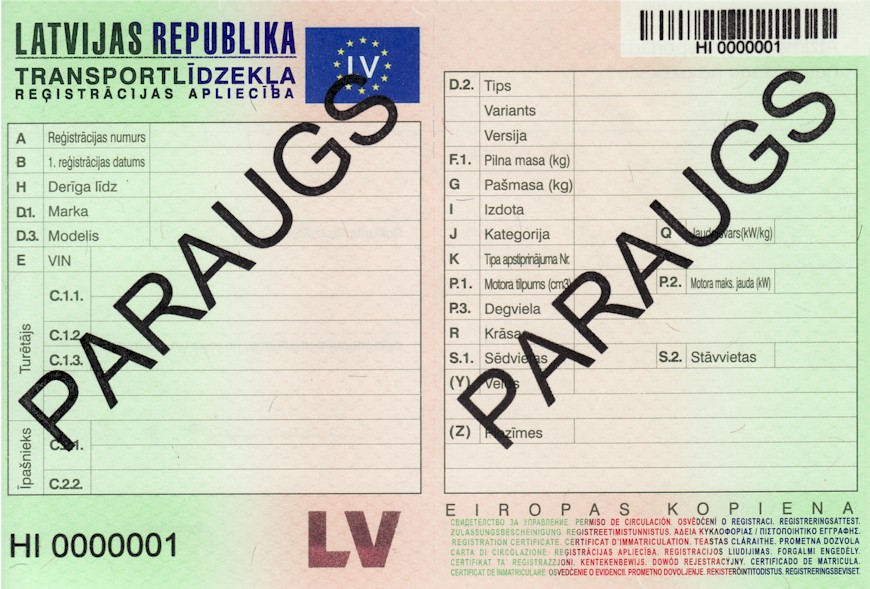 LATVIJAS REPUBLIKA
TRANSPORTLĪDZEKĻA
REĢISTRĀCIJAS APLIECĪBA
LV
HI 0000001
A Reģistrācijas numurs
B 1. reģistrācijas datums
H Derīga līdz
D.1. Marka
D.3. Modelis
E VIN
Turētājs
C.1.1.
C.1.2.
C.1.3.
Īpašnieks
C.2.1.
C.2.2.
PARAUGS
HI 0000001
LV
D.2. Tips
Variants
Versija
F.1. Pilna masa (kg)
G Pašmasa (kg)
I Izdota
J Kategorija Q Jauda/svars(kW/kg)
K Tipa apstiprinājuma Nr.
P.1. Motora tilpums (cm3) P.2. Motora maks. jauda (kW)
P.3. Degviela
R Krāsa
S.1. Sēdvietas S.2. Stāvvietas
(Y) Veids
(Z) Piezīmes
PARAUGS
EIROPAS KOPIENA
СВИДЕТЕЛСТВО ЗА УПРАВЛЕНИЕ. PERMISO DE CIRCULACIÓN. OSVĚDČENÍ O REGISTRACI. REGISTRERINGSATTEST.
ZULASSUNGSBESCHEINIGUNG. REGISTREERIMISTUNNISTUS. ΑΔΕΙΑ ΚΥΚΛΟΦΟΡΙΑΣ / ΠΙΣΤΟΠΟΙΗΤΙΚΟ ΕΓΓΡΑΦΗΣ.
REGISTRATION CERTIFICATE. CERTIFICAT D'IMMATRICULATION. TEASTAS CLÁRAITHE. PROMETNA DOZVOLA
CARTA DI CIRCOLAZIONE. REĢISTRĀCIJAS APLIECĪBA. REGISTRACIJOS LIUDIJIMAS. FORGALMI ENGEDÉLY.
ĊERTIFIKAT TA' REĠISTRAZZJONI. KENTEKENBEWIJS. DOWÓD REJESTRACYJNY. CERTIFICADO DE MATRICULA.
CERTIFICAT DE ÎNMATRICULARE. OSVEDČENIE O EVIDENCII. PROMETNO DOVOLJENJE. REKISTERÖINTITODISTUS. REGISTRERINGSBEVISET.